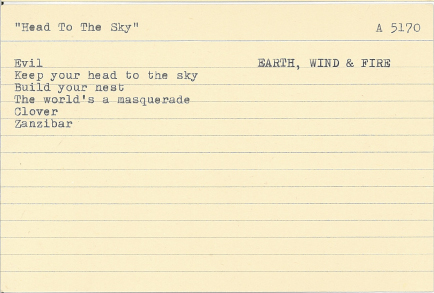 "Head To The Sky" A 5170
Evil EARTH, WIND & FIRE
Keep your head to the sky
Build your nest
The world's a masquerade
Clover
Zanzibar